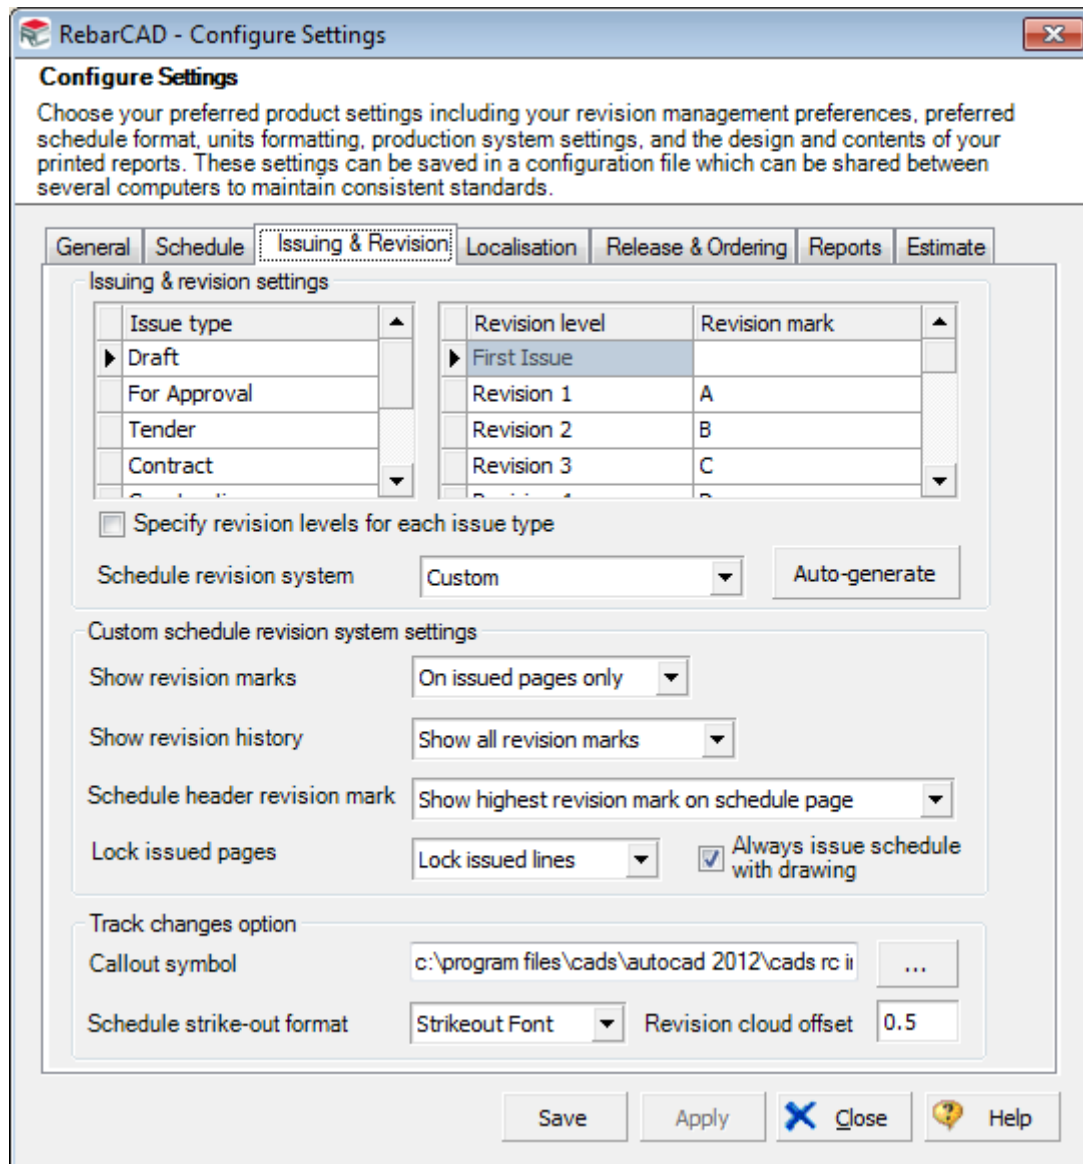 RebarCAD - Configure Settings
Configure Settings
Choose your preferred product settings including your revision management preferences, preferred
schedule format, units formatting, production system settings, and the design and contents of your
printed reports. These settings can be saved in a configuration file which can be shared between
several computers to maintain consistent standards.
General Schedule Issuing & Revision Localisation Release & Ordering Reports Estimate
Issuing & revision settings
Issue type Revision level Revision mark
Draft First Issue
For Approval Revision 1 A
Tender Revision 2 B
Contract Revision 3 C
Specify revision levels for each issue type
Schedule revision system Custom Auto-generate
Custom schedule revision system settings
Show revision marks On issued pages only
Show revision history Show all revision marks
Schedule header revision mark Show highest revision mark on schedule page
Lock issued pages Lock issued lines Always issue schedule
with drawing
Track changes option
Callout symbol c:\program files\cads\autocad 2012\cads rc ...
Schedule strike-out format Strikeout Font Revision cloud offset 0.5
Save Apply Close Help